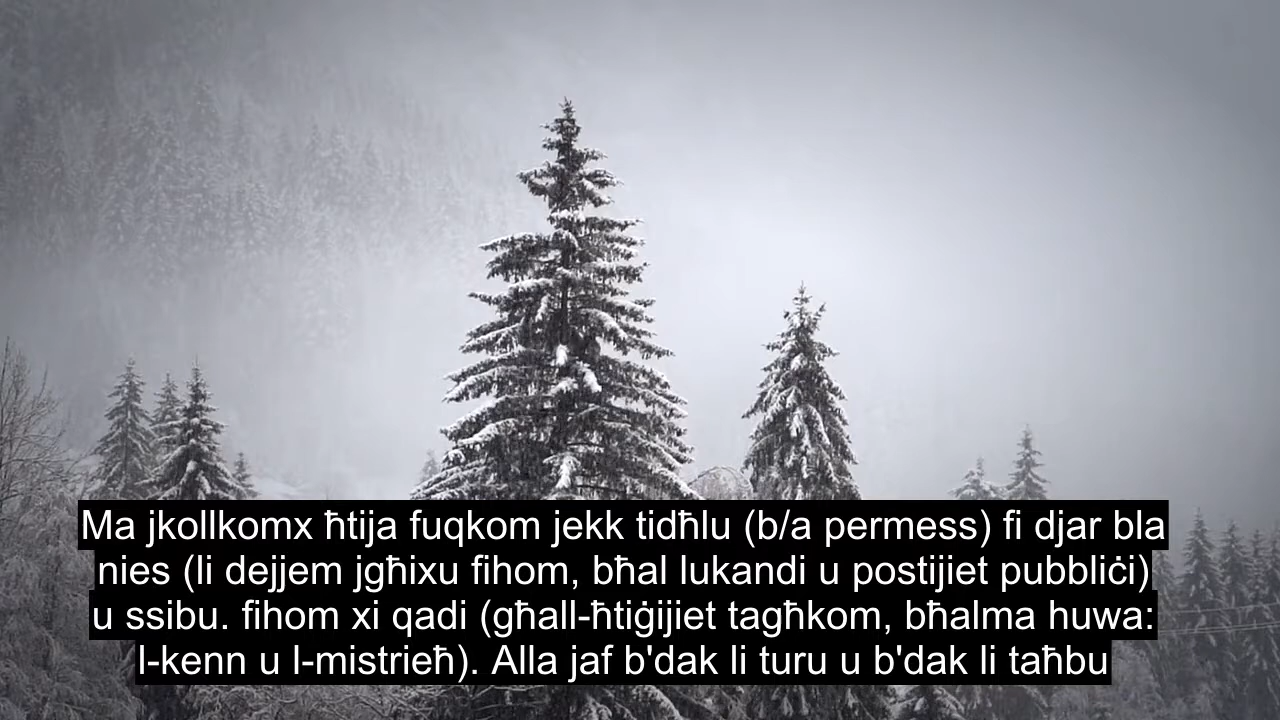 Ma jkollkomx ħtija fuqkom jekk tidħlu (b/a permess) fi djar bla
nies (li dejjem jgħixu fihom, bħal lukandi u postijiet pubbliċi)
u ssibu. fihom xi qadi (għall-ħtiġijiet tagħkom, bħalma huwa:
l-kenn u l-mistrieħ). Alla jaf b'dak li turu u b'dak li taħbu